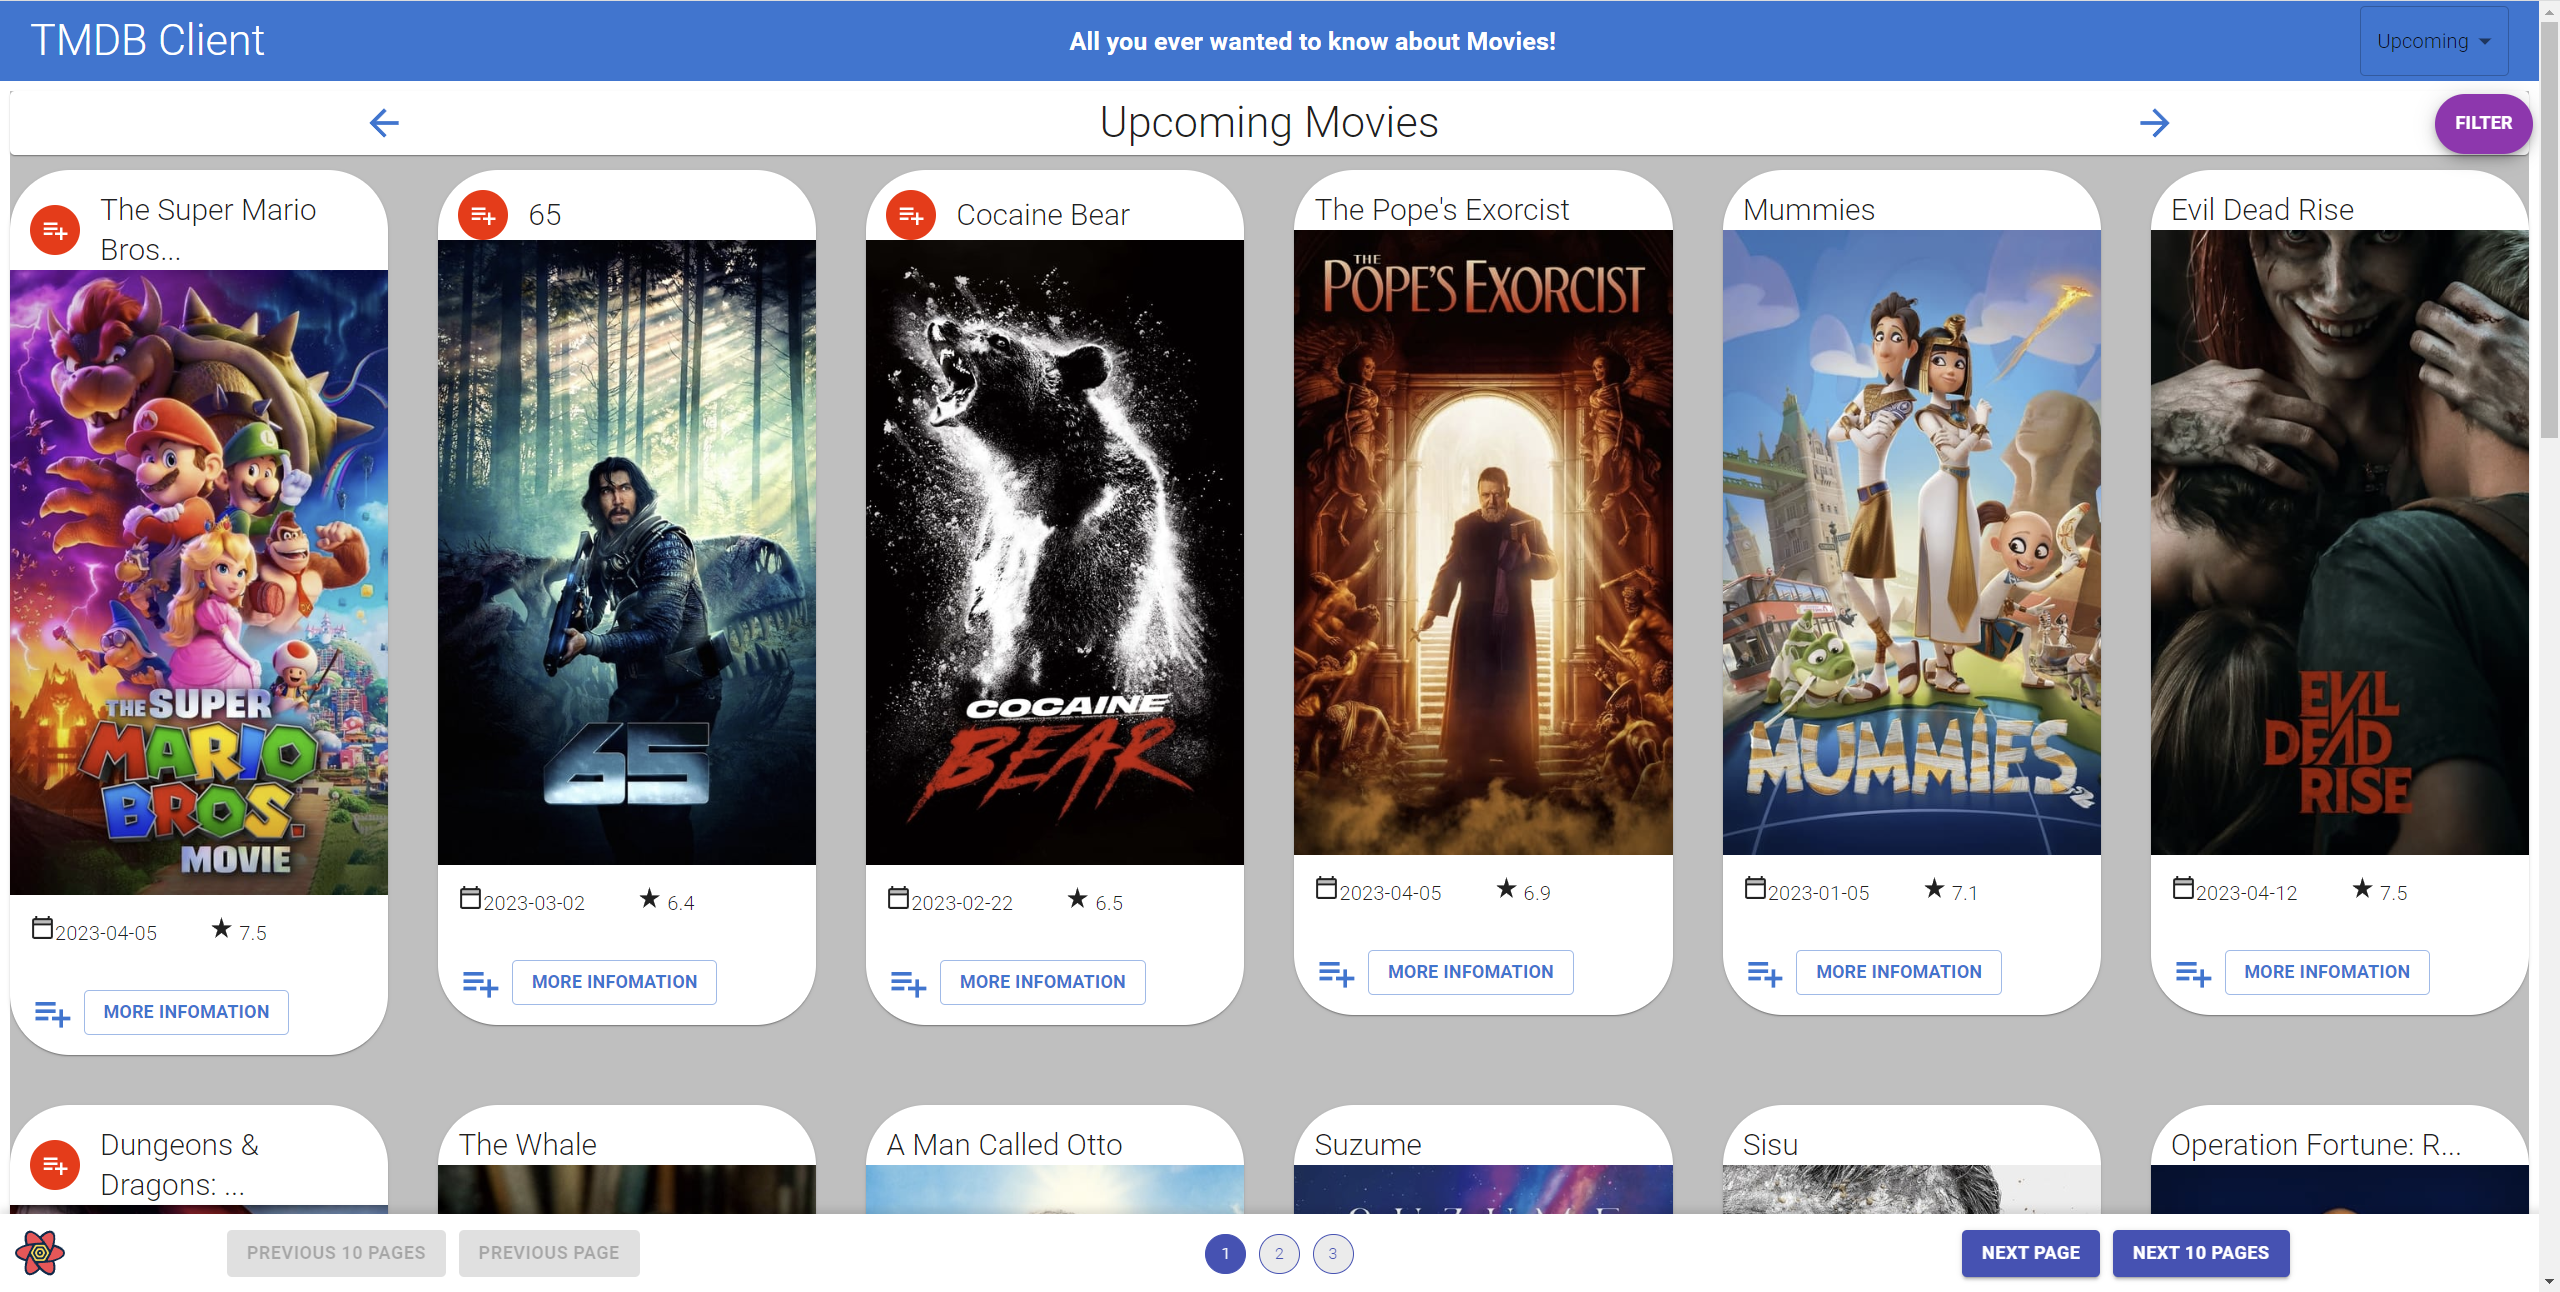 TMDB Client
All you ever wanted to know about Movies!
Upcoming
Upcoming Movies
FILTER
The Super Mario
Bros...
65
Cocaine Bear
The Pope's Exorcist
Mummies
Evil Dead Rise
THE SUPER
MARIO
BROS.
MOVIE
65
COCAINE
BEAR
THE
POPE'S EXORCIST
MUMMIES
EVIL
DEAD
RISE
2023-04-05 7.5
2023-03-02 6.4
2023-02-22 6.5
2023-04-05 6.9
2023-01-05 7.1
2023-04-12 7.5
MORE INFOMATION
MORE INFOMATION
MORE INFOMATION
MORE INFOMATION
MORE INFOMATION
MORE INFOMATION
Dungeons &
Dragons: ...
The Whale
A Man Called Otto
Suzume
Sisu
Operation Fortune: R...
PREVIOUS 10 PAGES
PREVIOUS PAGE
1
2
3
NEXT PAGE
NEXT 10 PAGES